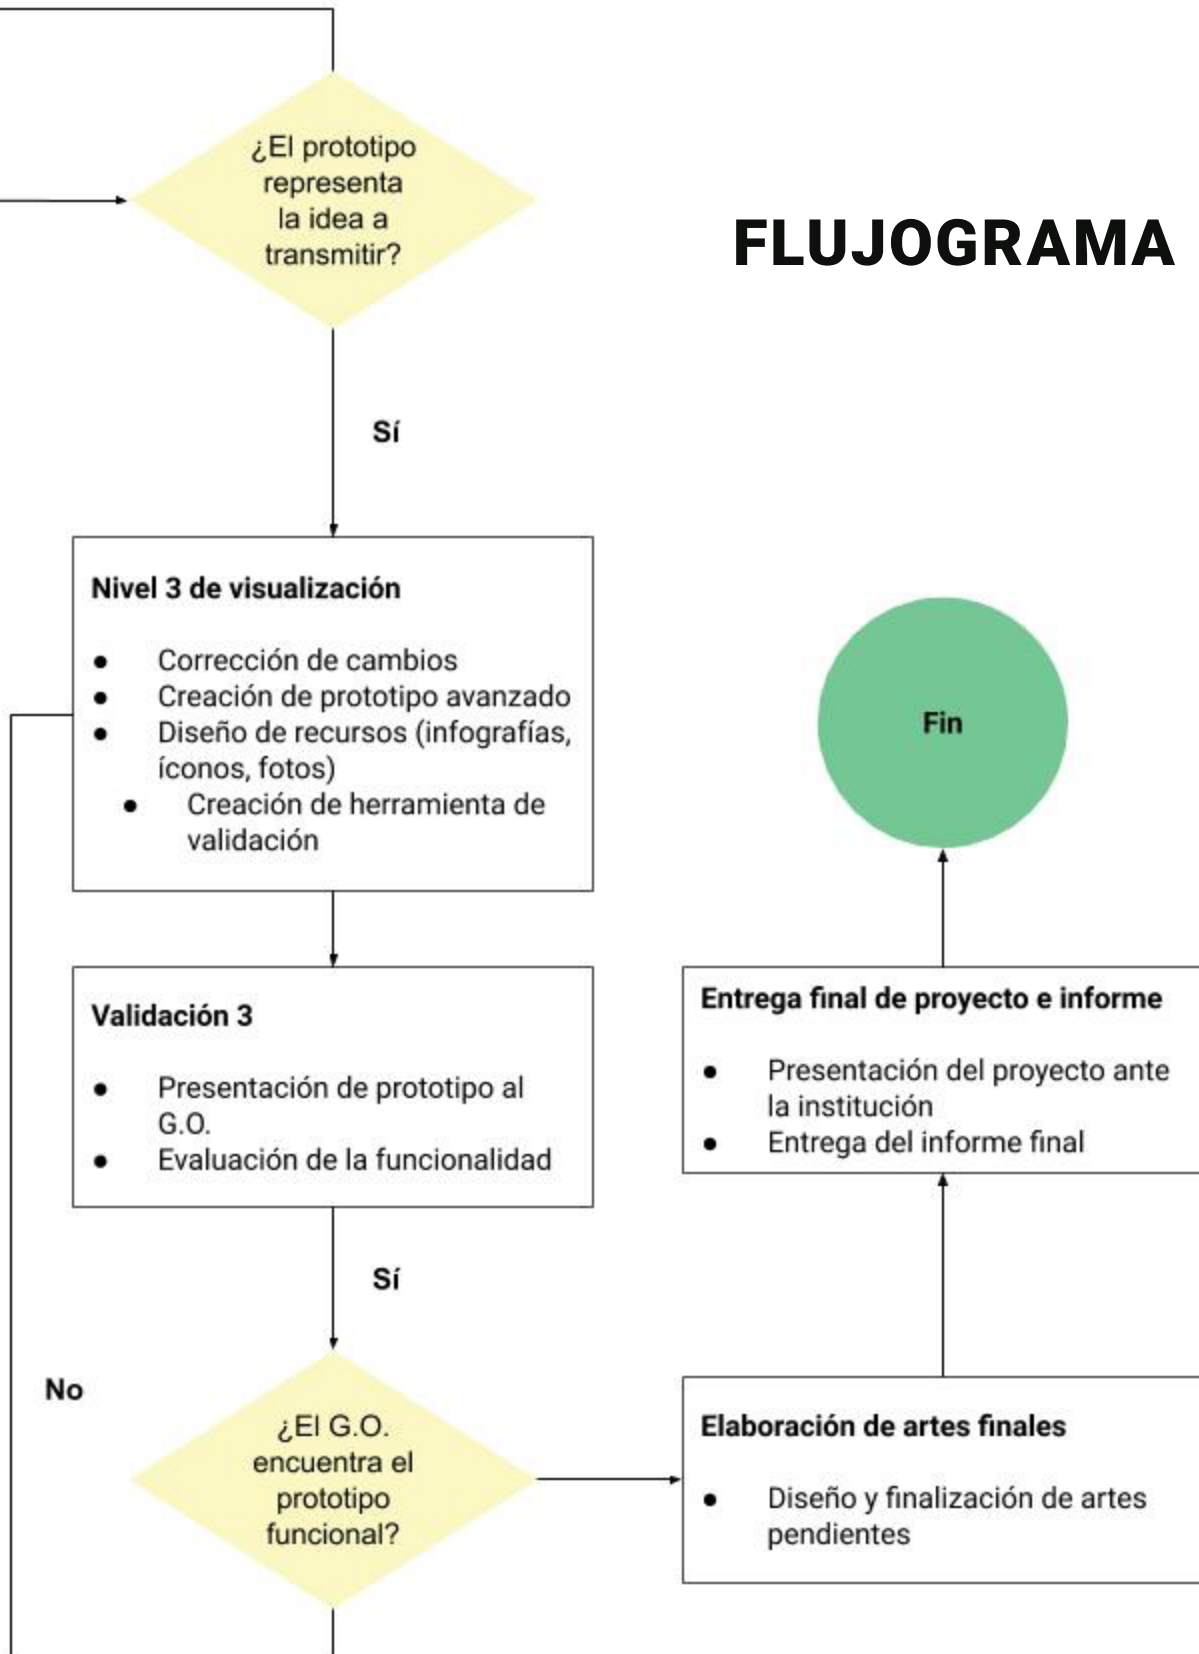 ¿El prototipo
representa
la idea a
transmitir?
FLUJOGRAMA
Sí
Nivel 3 de visualización
● Corrección de cambios
● Creación de prototipo avanzado
● Diseño de recursos (infografías,
íconos, fotos)
● Creación de herramienta de
validación
Validación 3
● Presentación de prototipo al
G.O.
● Evaluación de la funcionalidad
Sí
No
¿El G.O.
encuentra el
prototipo
funcional?
Elaboración de artes finales
● Diseño y finalización de artes
pendientes
Entrega final de proyecto e informe
● Presentación del proyecto ante
la institución
● Entrega del informe final
Fin